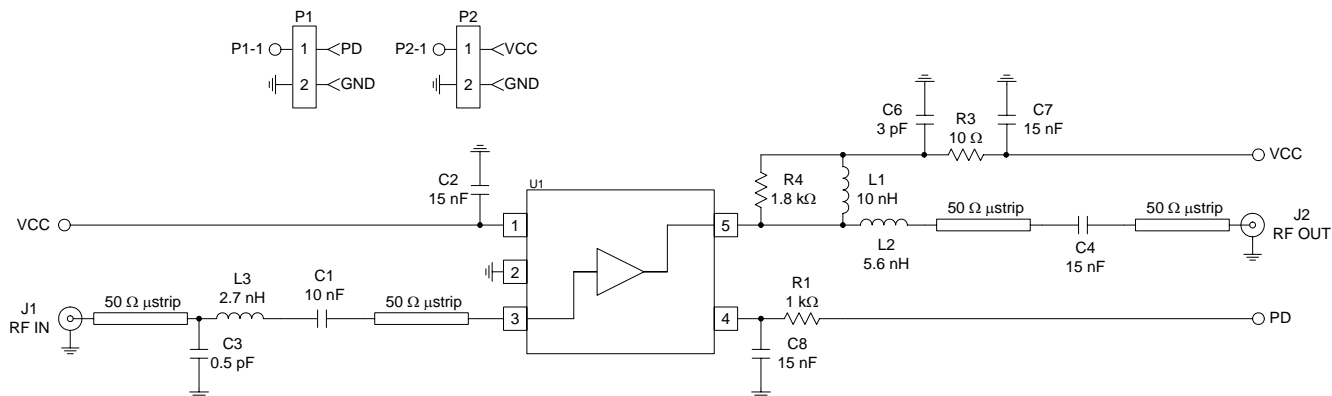 P1
P1-1
1
PD
2
GND
P2
P2-1
1
VCC
2
GND
C6
3 pF
R3
10 Ω
C7
15 nF
VCC
C2
15 nF
U1
R4
1.8 kΩ
L1
10 nH
VCC
1
5
L2
5.6 nH
50 Ω µstrip
C4
15 nF
50 Ω µstrip
J2
RF OUT
2
J1
RF IN
50 Ω µstrip
L3
2.7 nH
C1
10 nF
50 Ω µstrip
3
4
R1
1 kΩ
PD
C3
0.5 pF
C8
15 nF